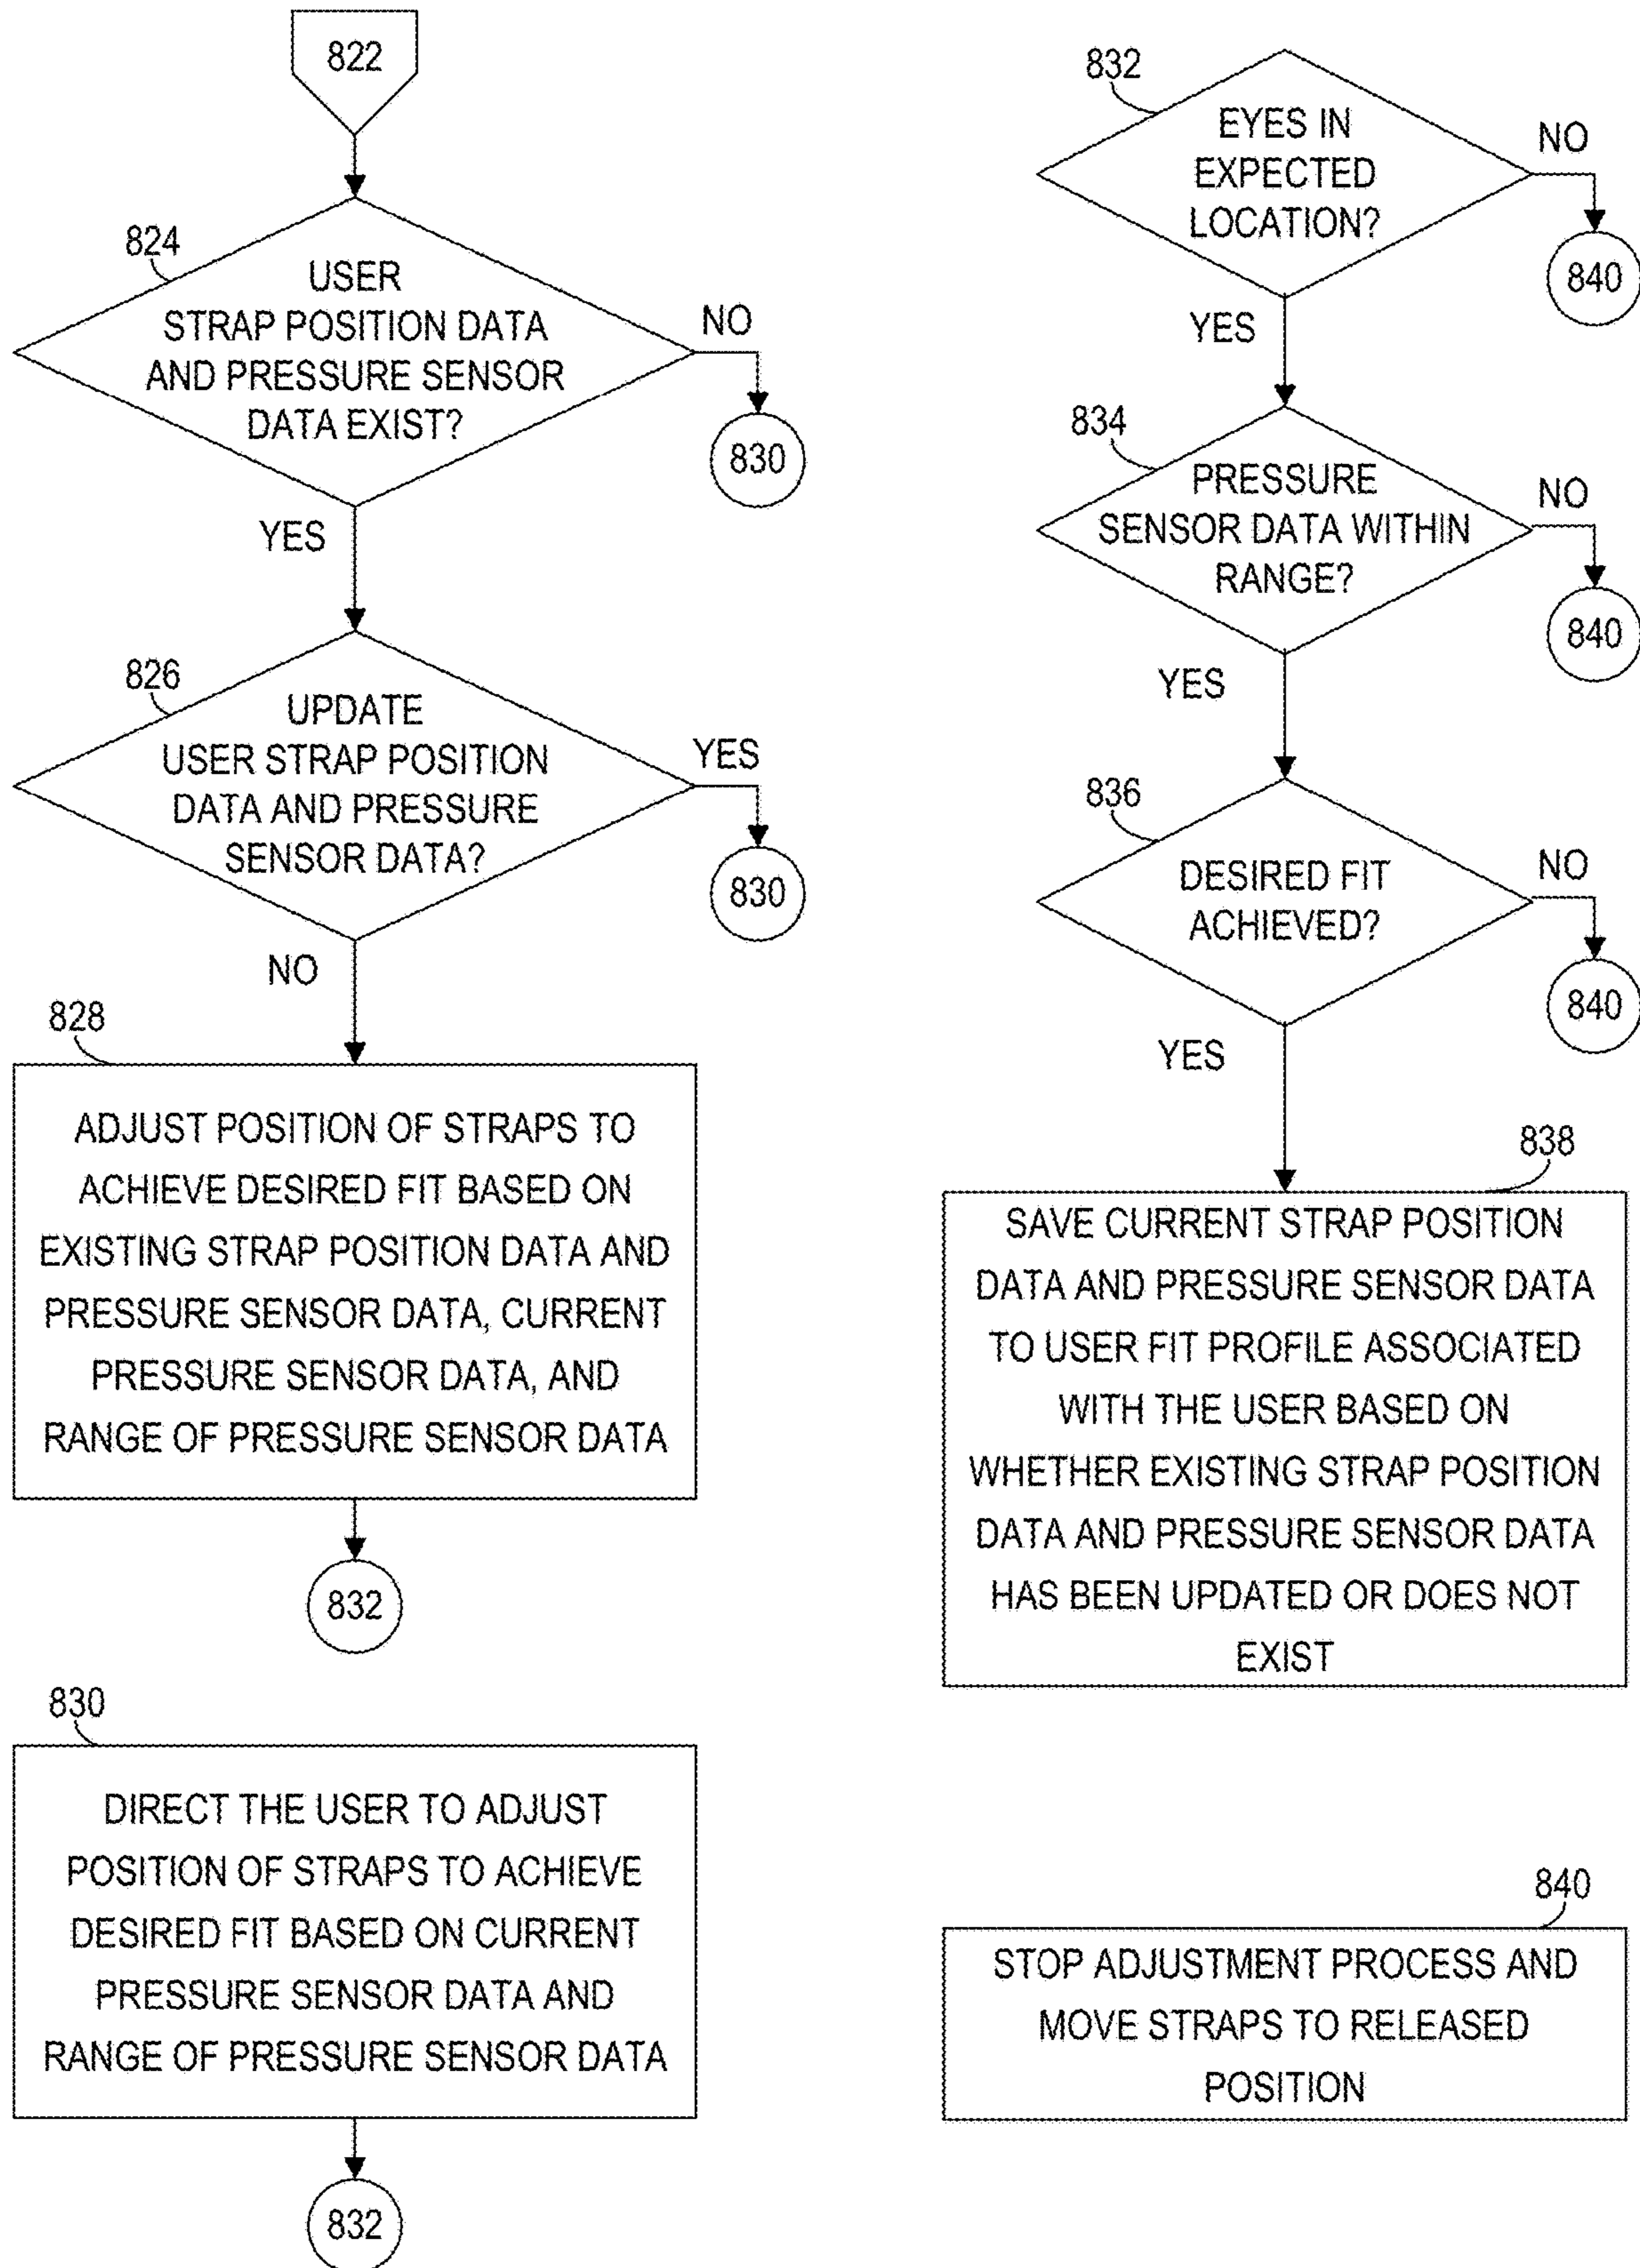 822
824
USER
STRAP POSITION DATA
AND PRESSURE SENSOR
DATA EXIST?
NO
830
YES
826
UPDATE
USER STRAP POSITION
DATA AND PRESSURE
SENSOR DATA?
YES
830
NO
828
ADJUST POSITION OF STRAPS TO
ACHIEVE DESIRED FIT BASED ON
EXISTING STRAP POSITION DATA AND
PRESSURE SENSOR DATA, CURRENT
PRESSURE SENSOR DATA, AND
RANGE OF PRESSURE SENSOR DATA
832
830
DIRECT THE USER TO ADJUST
POSITION OF STRAPS TO ACHIEVE
DESIRED FIT BASED ON CURRENT
PRESSURE SENSOR DATA AND
RANGE OF PRESSURE SENSOR DATA
832
832
EYES IN
EXPECTED
LOCATION?
NO
840
YES
834
PRESSURE
SENSOR DATA WITHIN
RANGE?
NO
840
YES
836
DESIRED FIT
ACHIEVED?
NO
840
YES
838
SAVE CURRENT STRAP POSITION
DATA AND PRESSURE SENSOR DATA
TO USER FIT PROFILE ASSOCIATED
WITH THE USER BASED ON
WHETHER EXISTING STRAP POSITION
DATA AND PRESSURE SENSOR DATA
HAS BEEN UPDATED OR DOES NOT
EXIST
840
STOP ADJUSTMENT PROCESS AND
MOVE STRAPS TO RELEASED
POSITION